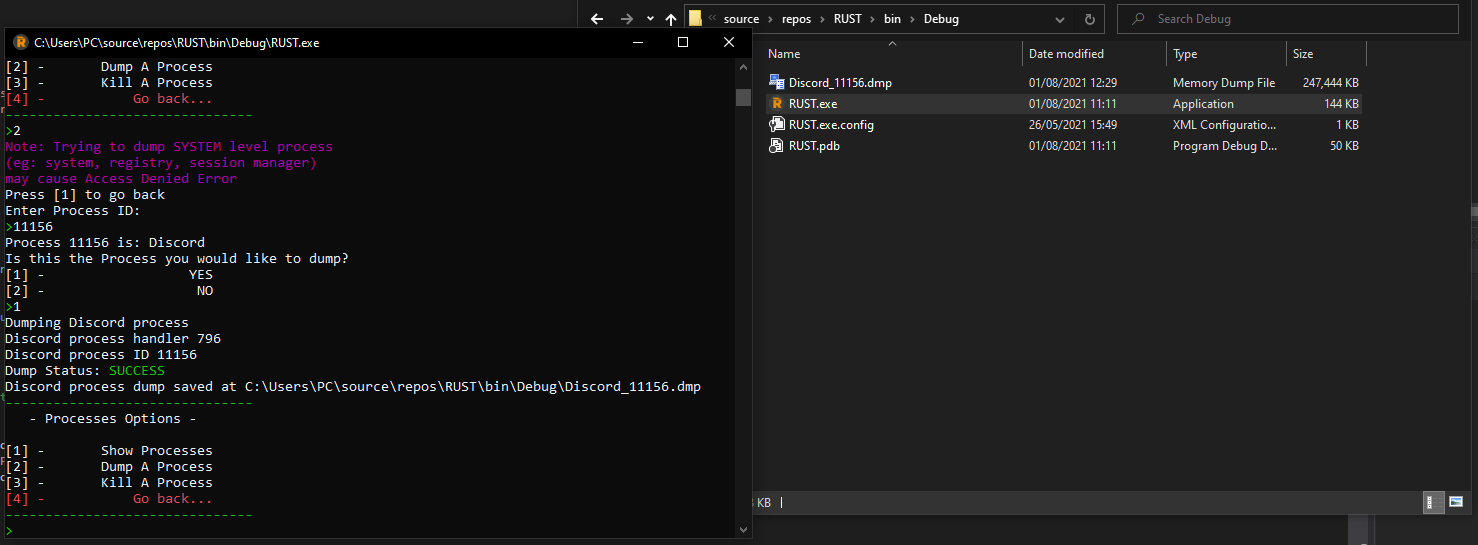 C:\Users\PC\source\repos\RUST\bin\Debug\RUST.exe
[2] - Dump A Process
[3] - Kill A Process
[4] - Go back...
-------------------------------
>2
Note: Trying to dump SYSTEM level process
(eg: system, registry, session manager)
may cause Access Denied Error
Press [1] to go back
Enter Process ID:
>11156
Process 11156 is: Discord
Is this the Process you would like to dump?
[1] - YES
[2] - NO
>1
Dumping Discord process
Discord process handler 796
Discord process ID 11156
Dump Status: SUCCESS
Discord process dump saved at C:\Users\PC\source\repos\RUST\bin\Debug\Discord_11156.dmp
-------------------------------
- Processes Options -
[1] - Show Processes
[2] - Dump A Process
[3] - Kill A Process
[4] - Go back...
-------------------------------
>
source > repos > RUST > bin > Debug
Search Debug
Name Date modified Type Size
Discord_11156.dmp 01/08/2021 12:29 Memory Dump File 247,444 KB
RUST.exe 01/08/2021 11:11 Application 144 KB
RUST.exe.config 26/05/2021 15:49 XML Configuratio... 1 KB
RUST.pdb 01/08/2021 11:11 Program Debug D... 50 KB
KB